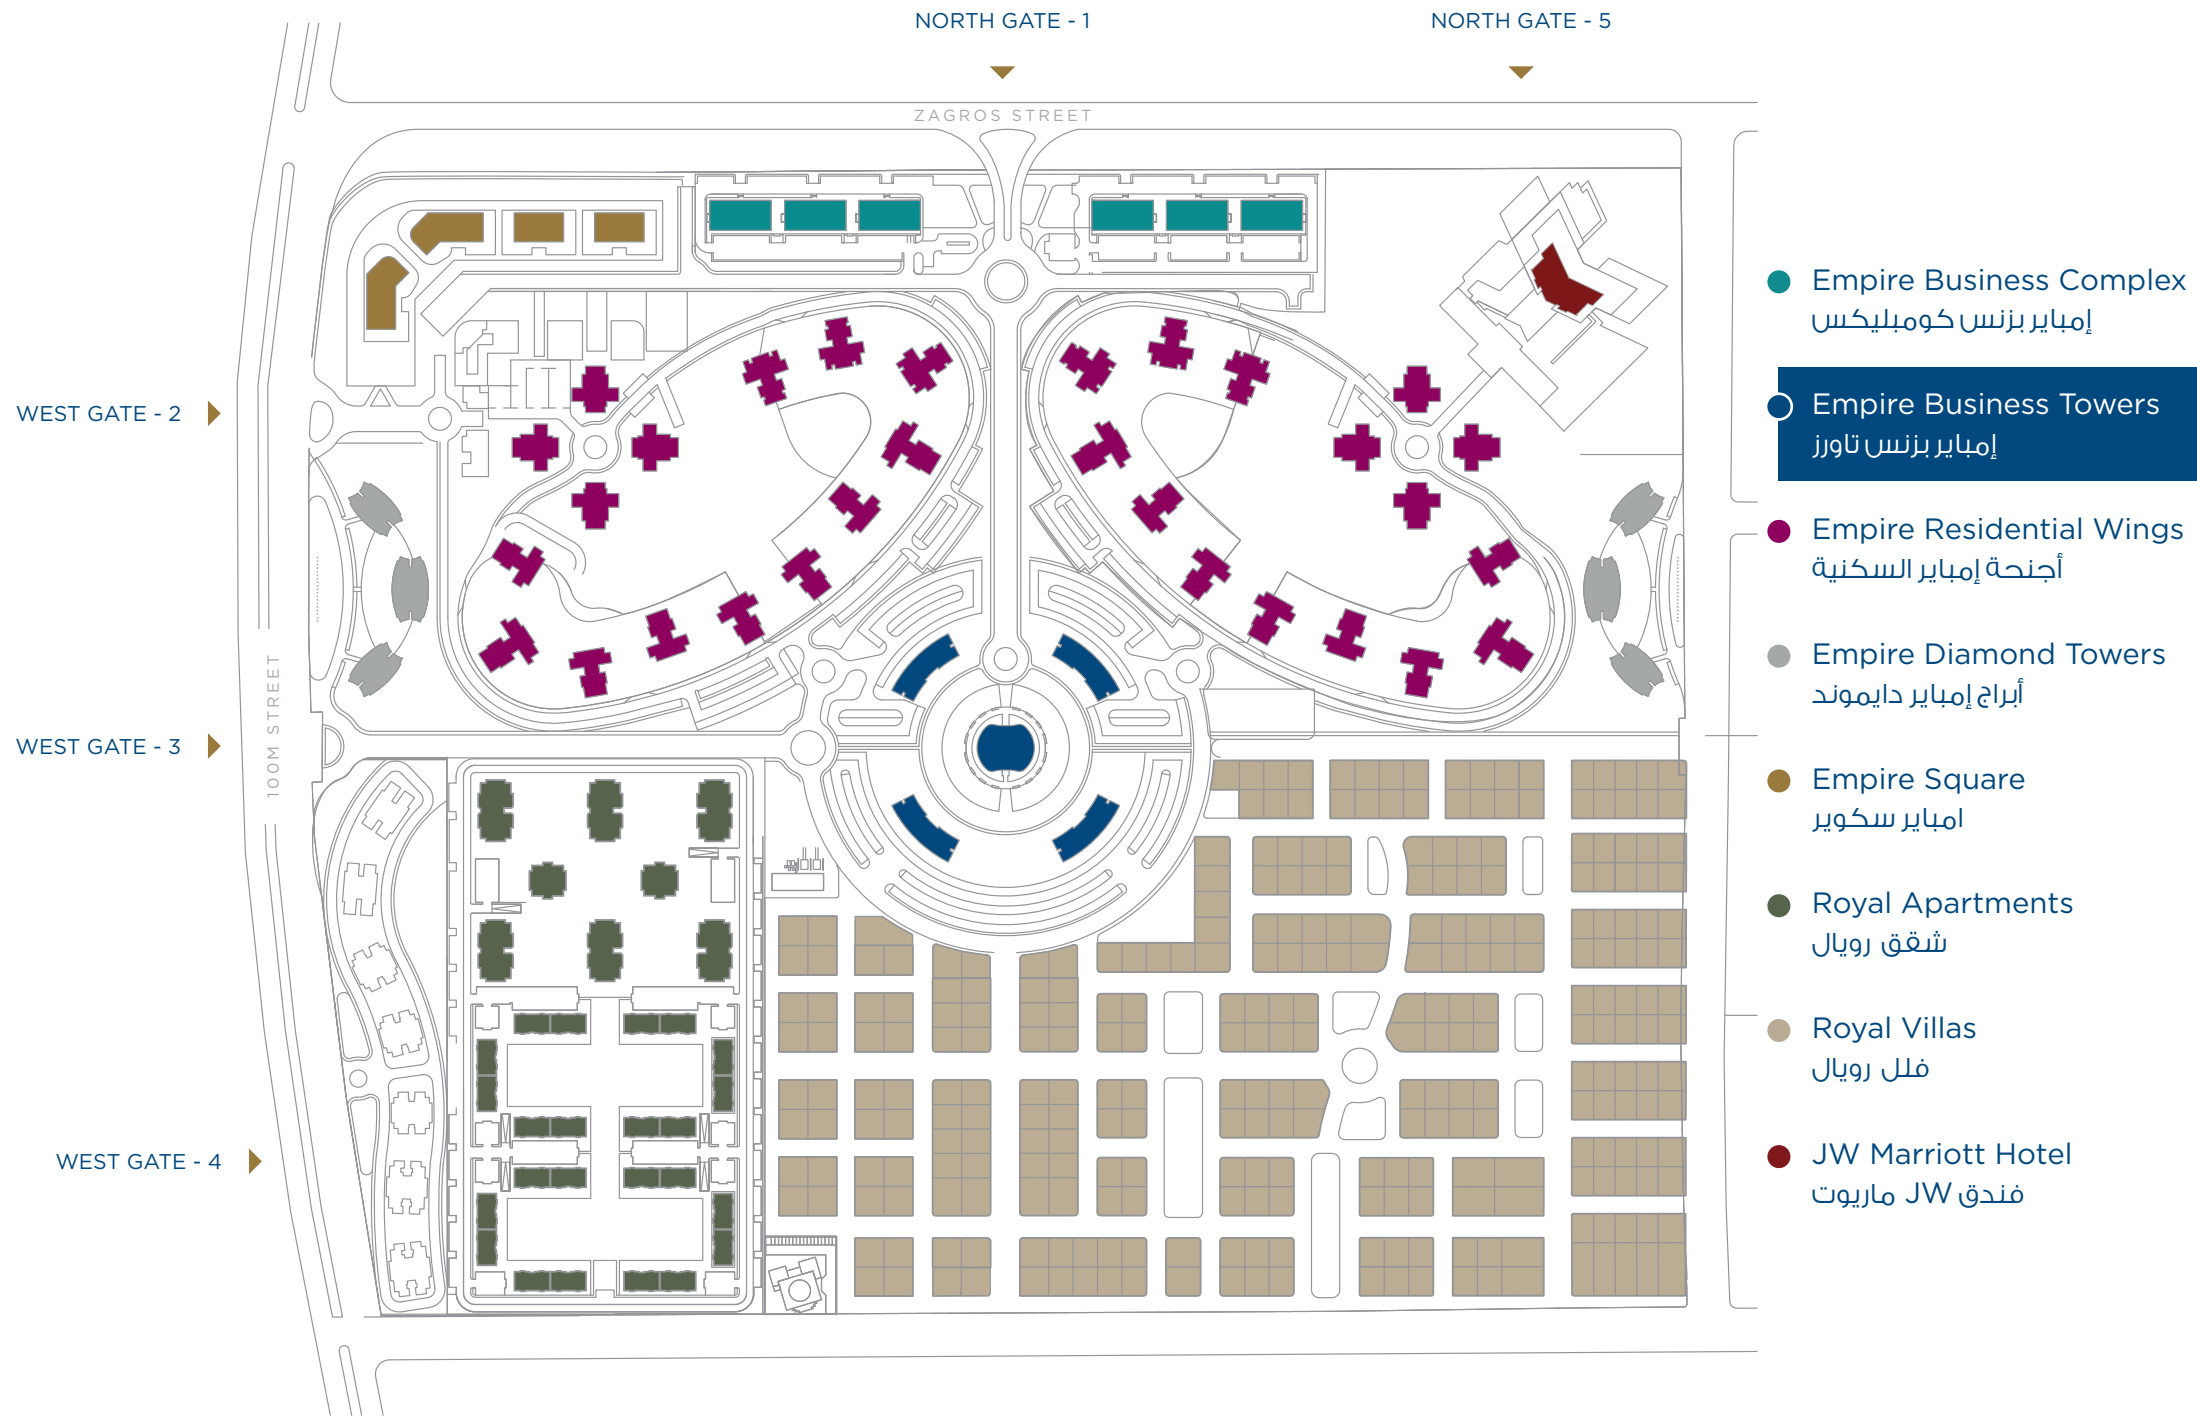 NORTH GATE - 1
NORTH GATE - 5
ZAGROS STREET
WEST GATE - 2
WEST GATE - 3
100M STREET
WEST GATE - 4
Empire Business Complex
إمباير بزنس كومبليكس
Empire Business Towers
إمباير بزنس تاورز
Empire Residential Wings
أجنحة إمباير السكنية
Empire Diamond Towers
أبراج إمباير دايموند
Empire Square
امباير سكوير
Royal Apartments
شقق رويال
Royal Villas
فلل رويال
JW Marriott Hotel
فندق JW ماريوت